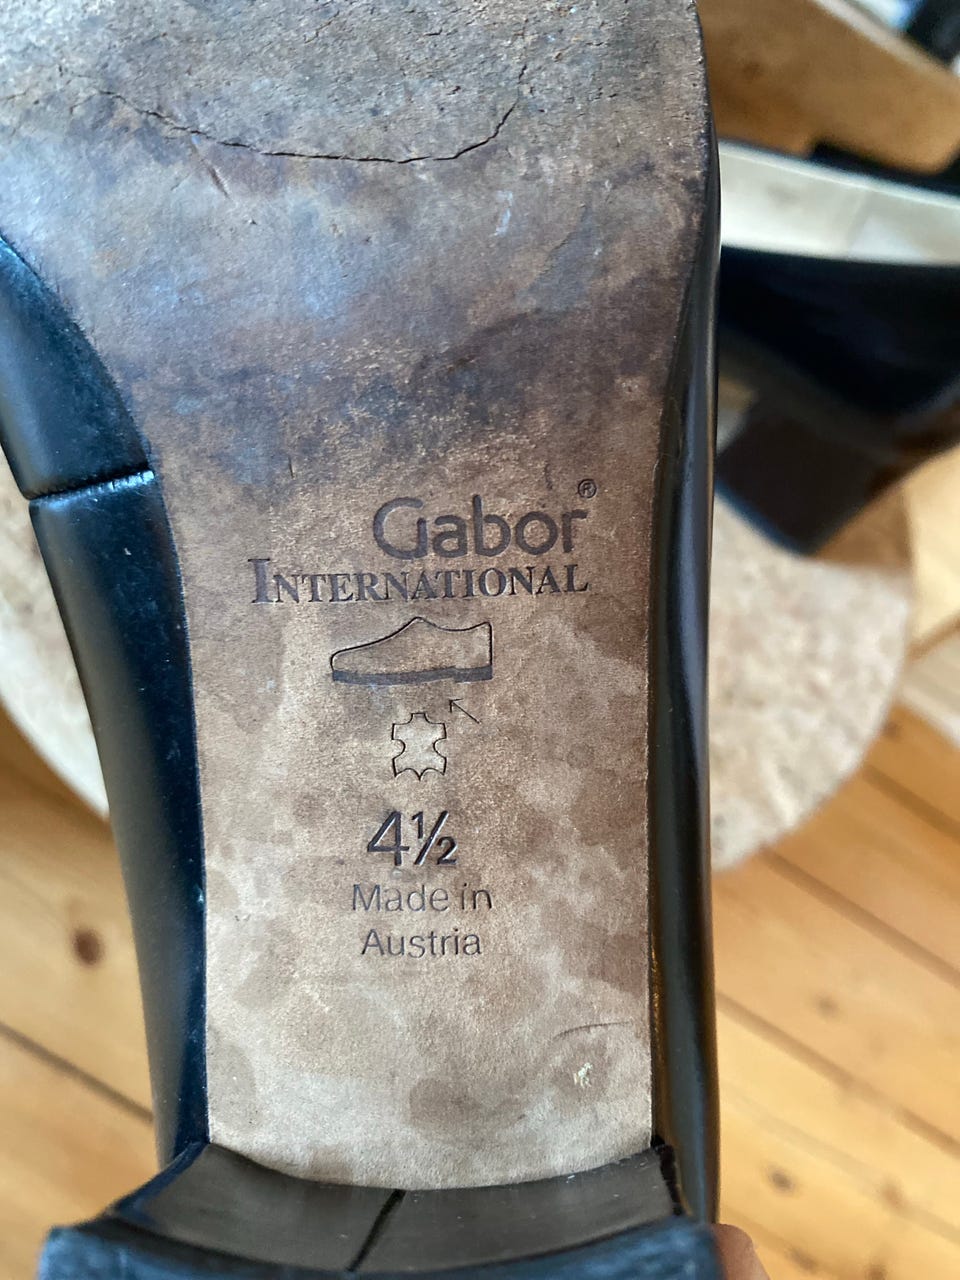 Gabor®
INTERNATIONAL
4½
Made in
Austria